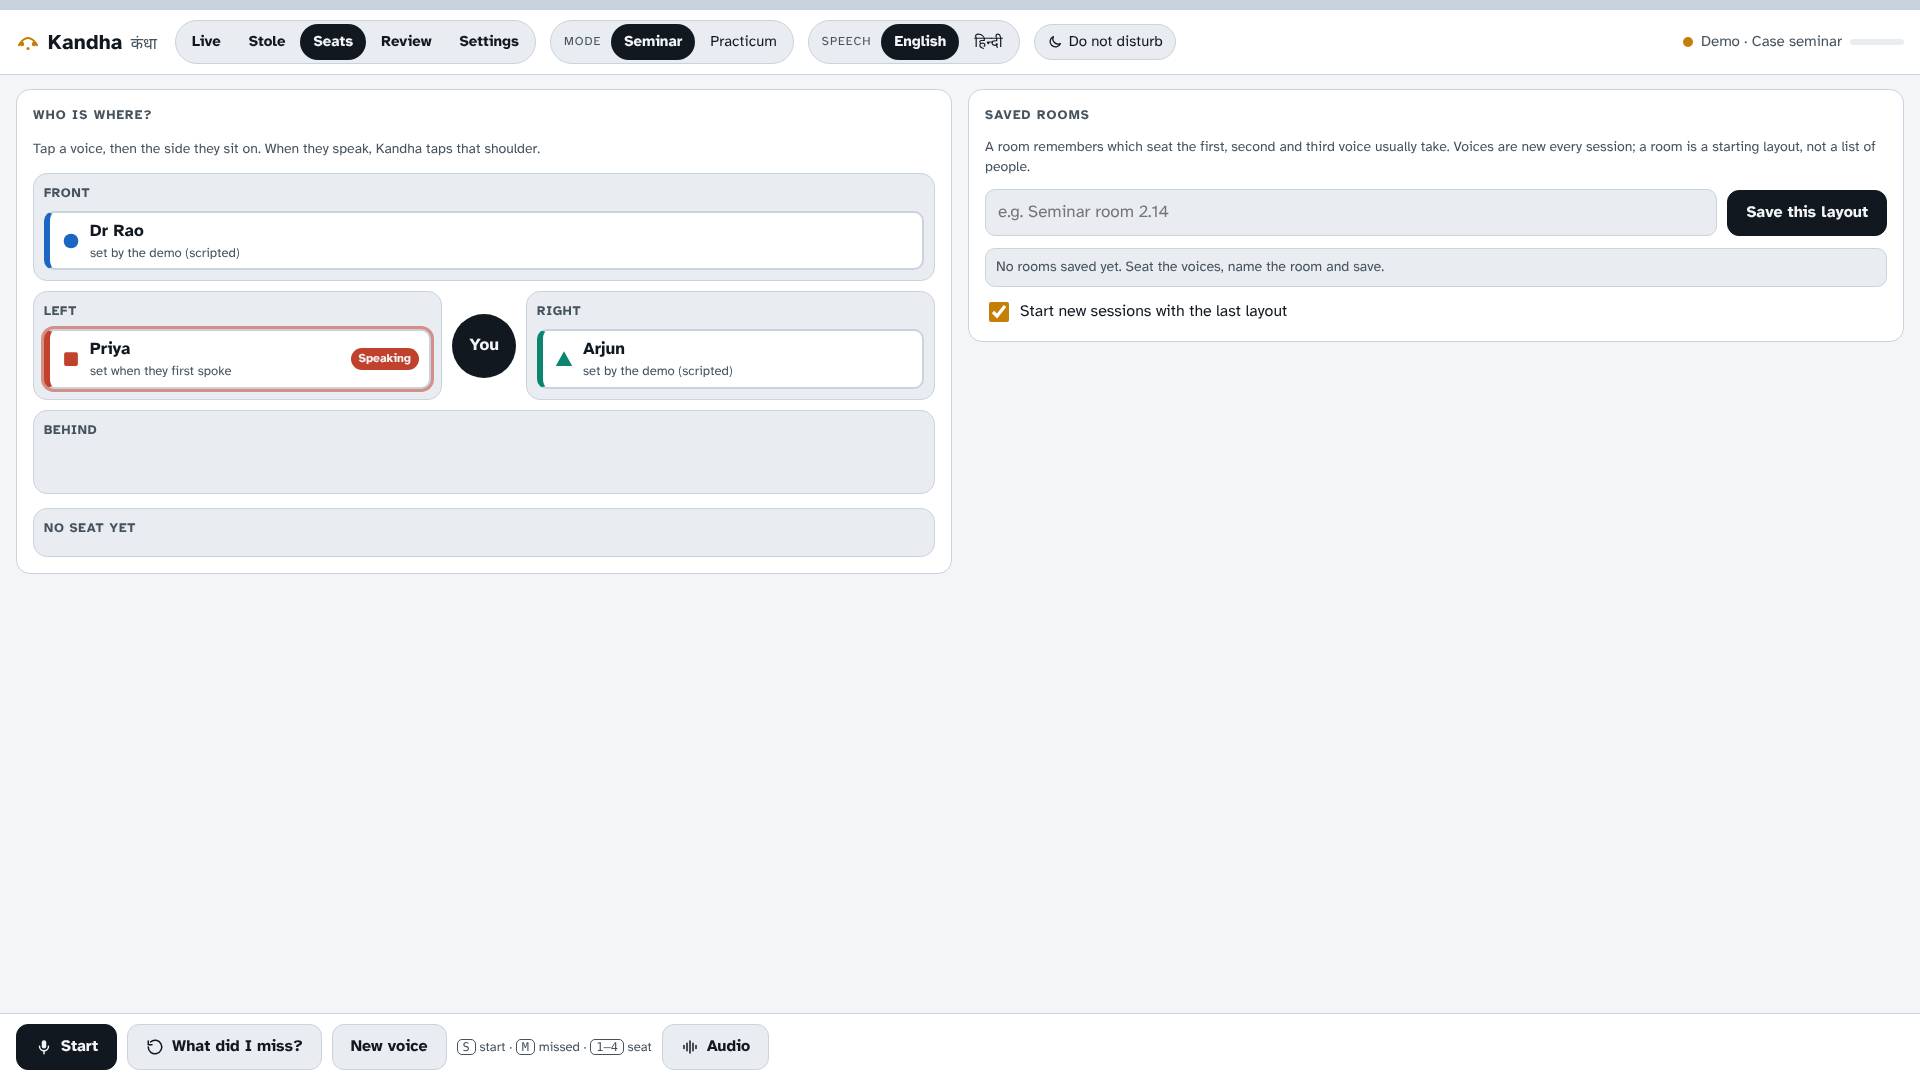 Kandha कंधा
Live Stole Seats Review Settings
MODE Seminar Practicum
SPEECH English हिन्दी
Do not disturb
Demo · Case seminar
WHO IS WHERE?
Tap a voice, then the side they sit on. When they speak, Kandha taps that shoulder.
FRONT
Dr Rao
set by the demo (scripted)
LEFT
Priya
set when they first spoke
Speaking
You
RIGHT
Arjun
set by the demo (scripted)
BEHIND
NO SEAT YET
SAVED ROOMS
A room remembers which seat the first, second and third voice usually take. Voices are new every session; a room is a starting layout, not a list of
people.
e.g. Seminar room 2.14
Save this layout
No rooms saved yet. Seat the voices, name the room and save.
Start new sessions with the last layout
Start
What did I miss?
New voice
S start · M missed · 1–4 seat
Audio